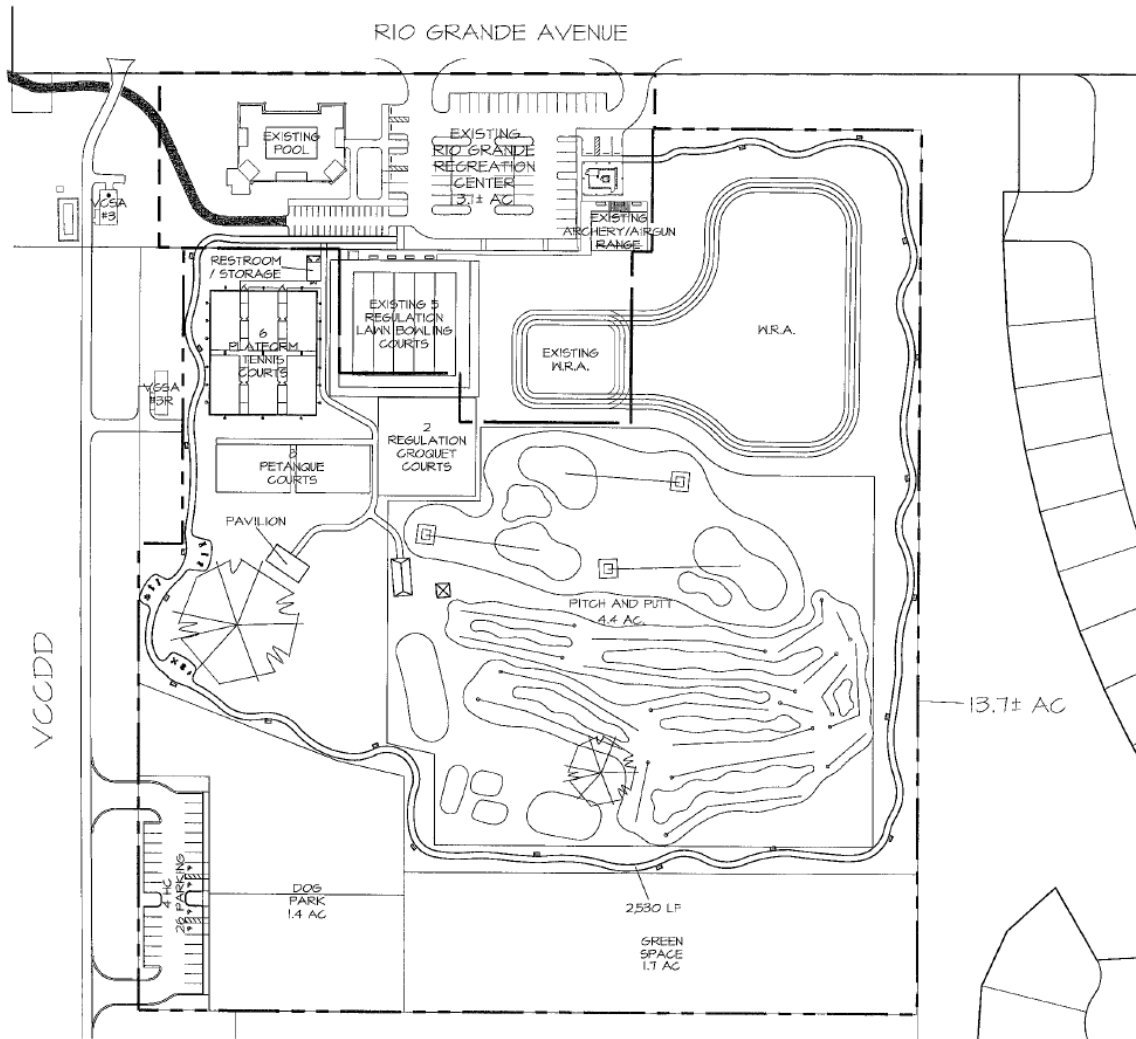 RIO GRANDE AVENUE
EXISTING
POOL
EXISTING
RIO GRANDE
RECREATION
CENTER
3.7± AC
VCSA
#3
EXISTING
ARCHERY/AIRGUN
RANGE
RESTROOM
/ STORAGE
EXISTING 5
REGULATION
LAWN BOWLING
COURTS
6
PLATFORM
TENNIS
COURTS
EXISTING
W.R.A.
W.R.A.
VCSA
#3R
2
REGULATION
CROQUET
COURTS
8
PETANQUE
COURTS
PAVILION
PITCH AND PUTT
4.4 AC.
VCCDD
13.7± AC
4 HC
26 PARKING
DOG
PARK
1.4 AC
2,530 LF
GREEN
SPACE
1.7 AC